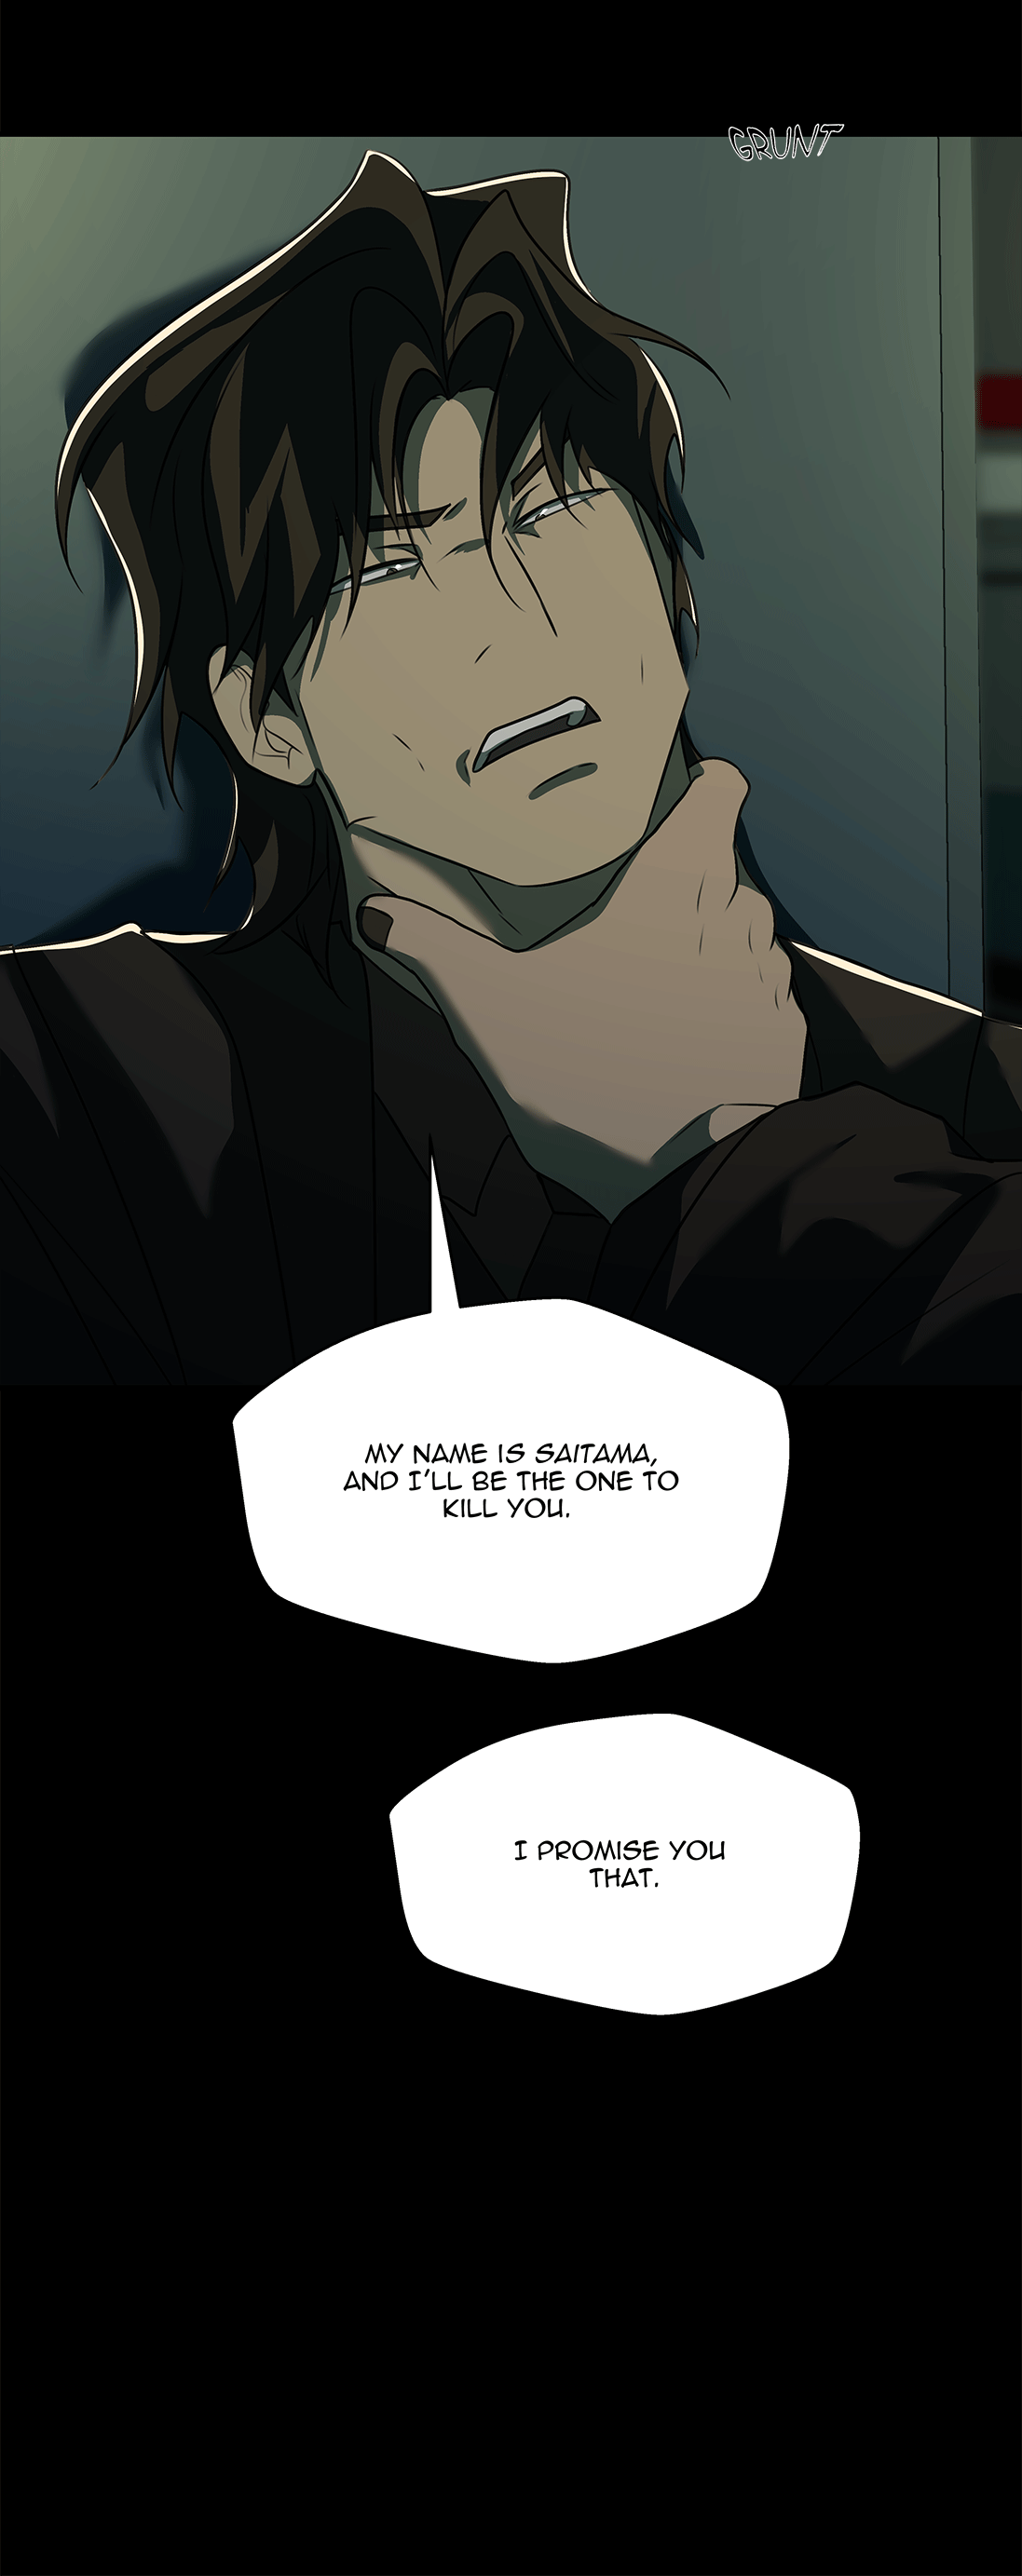 GRUNT
MY NAME IS SAITAMA,
AND I'LL BE THE ONE TO
KILL YOU.
I PROMISE YOU
THAT.